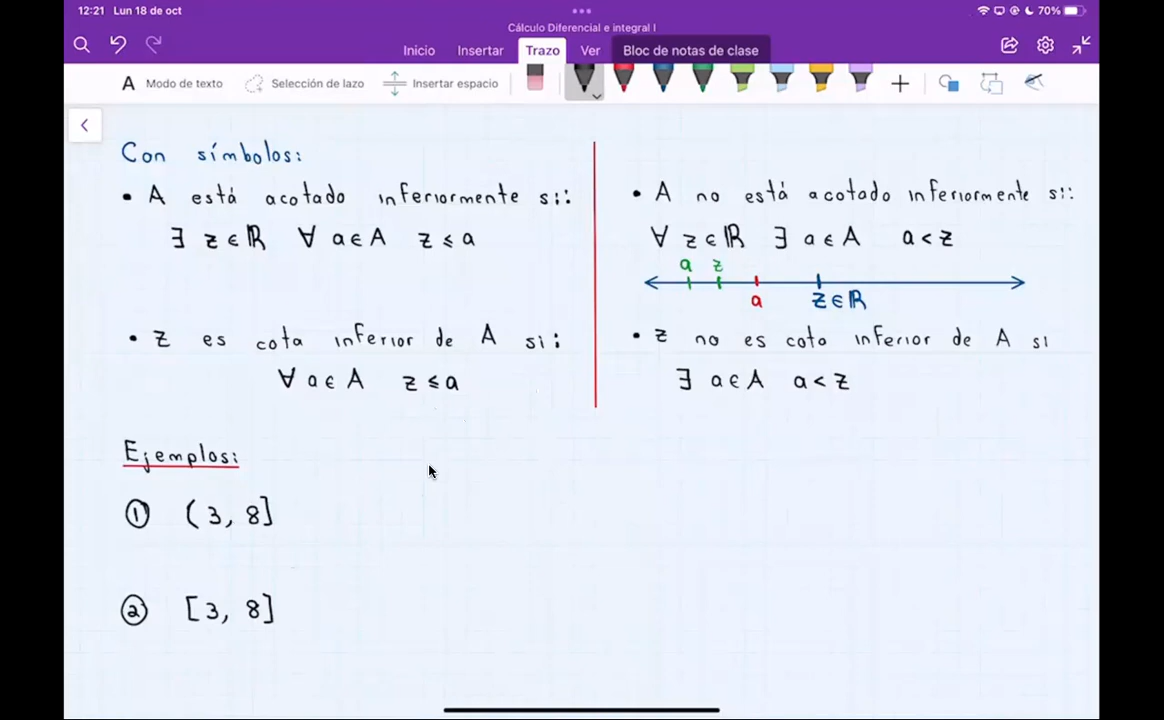 12:21 Lun 18 de oct
70%
Cálculo Diferencial e integral I
Inicio Insertar Trazo Ver Bloc de notas de clase
A Modo de texto Selección de lazo Insertar espacio
Con símbolos:
• A está acotado inferiormente si:
∃ z ∈ ℝ ∀ a ∈ A z ≤ a
• z es cota inferior de A si:
∀ a ∈ A z ≤ a
• A no está acotado inferiormente si:
∀ z ∈ ℝ ∃ a ∈ A a < z
a z
a z ∈ ℝ
• z no es cota inferior de A si
∃ a ∈ A a < z
Ejemplos:
① (3, 8]
② [3, 8]